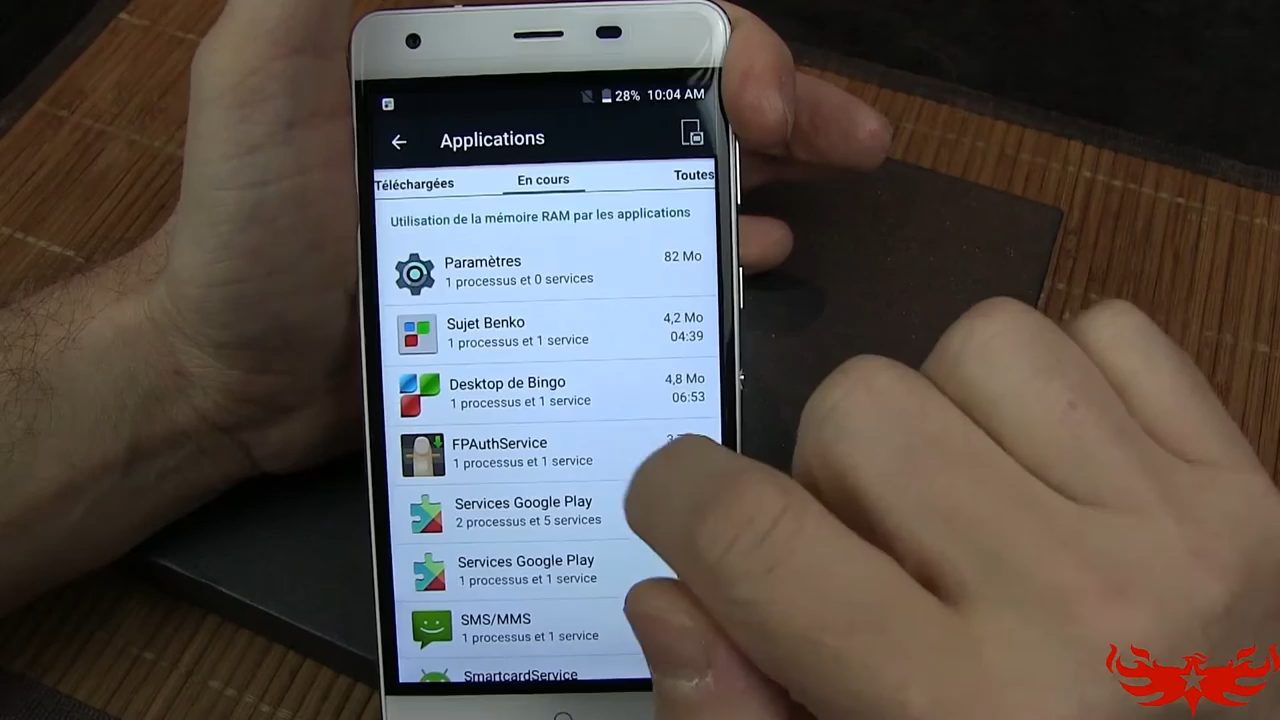 28% 10:04 AM
Applications
Téléchargées En cours Toutes
Utilisation de la mémoire RAM par les applications
Paramètres 82 Mo
1 processus et 0 services
Sujet Benko 4,2 Mo
1 processus et 1 service 04:39
Desktop de Bingo 4,8 Mo
1 processus et 1 service 06:53
FPAuthService
1 processus et 1 service
Services Google Play
2 processus et 5 services
Services Google Play
1 processus et 1 service
SMS/MMS
1 processus et 1 service
SmartcardService